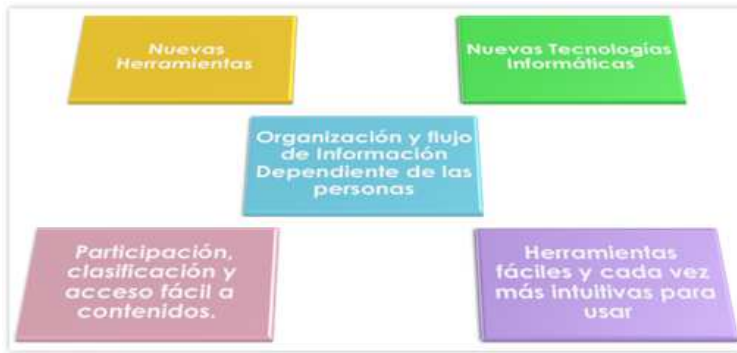 Nuevas
Herramientas
Nuevas Tecnologías
Informáticas
Organización y flujo
de Información
Dependiente de las
personas
Participación,
clasificación y
acceso fácil a
contenidos.
Herramientas
fáciles y cada vez
más intuitivas para
usar